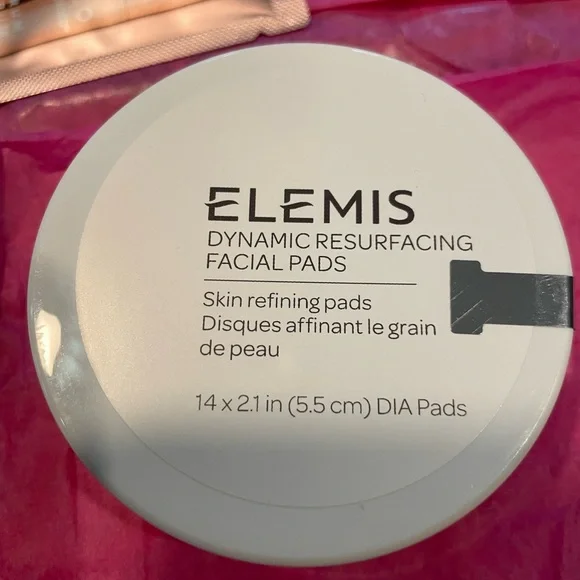 ELEMIS
DYNAMIC RESURFACING
FACIAL PADS
Skin refining pads
Disques affinant le grain
de peau
14 x 2.1 in (5.5 cm) DIA Pads